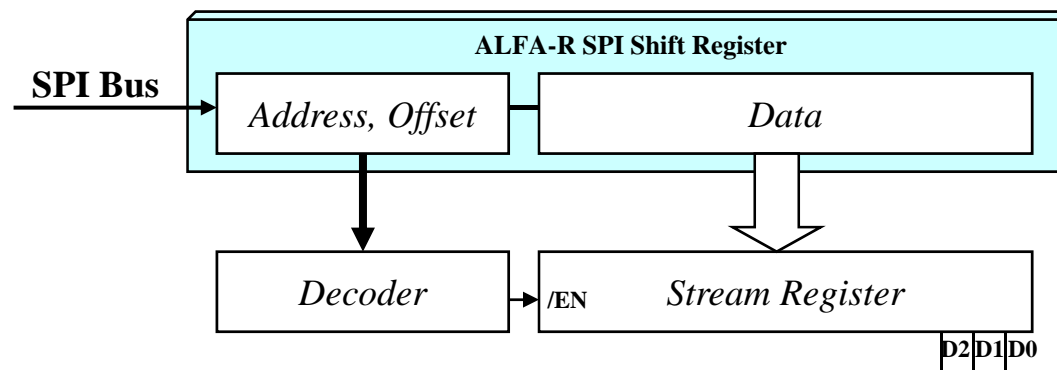 ALFA-R SPI Shift Register
SPI Bus
Address, Offset
Data
Decoder
/EN
Stream Register
D2 D1 D0